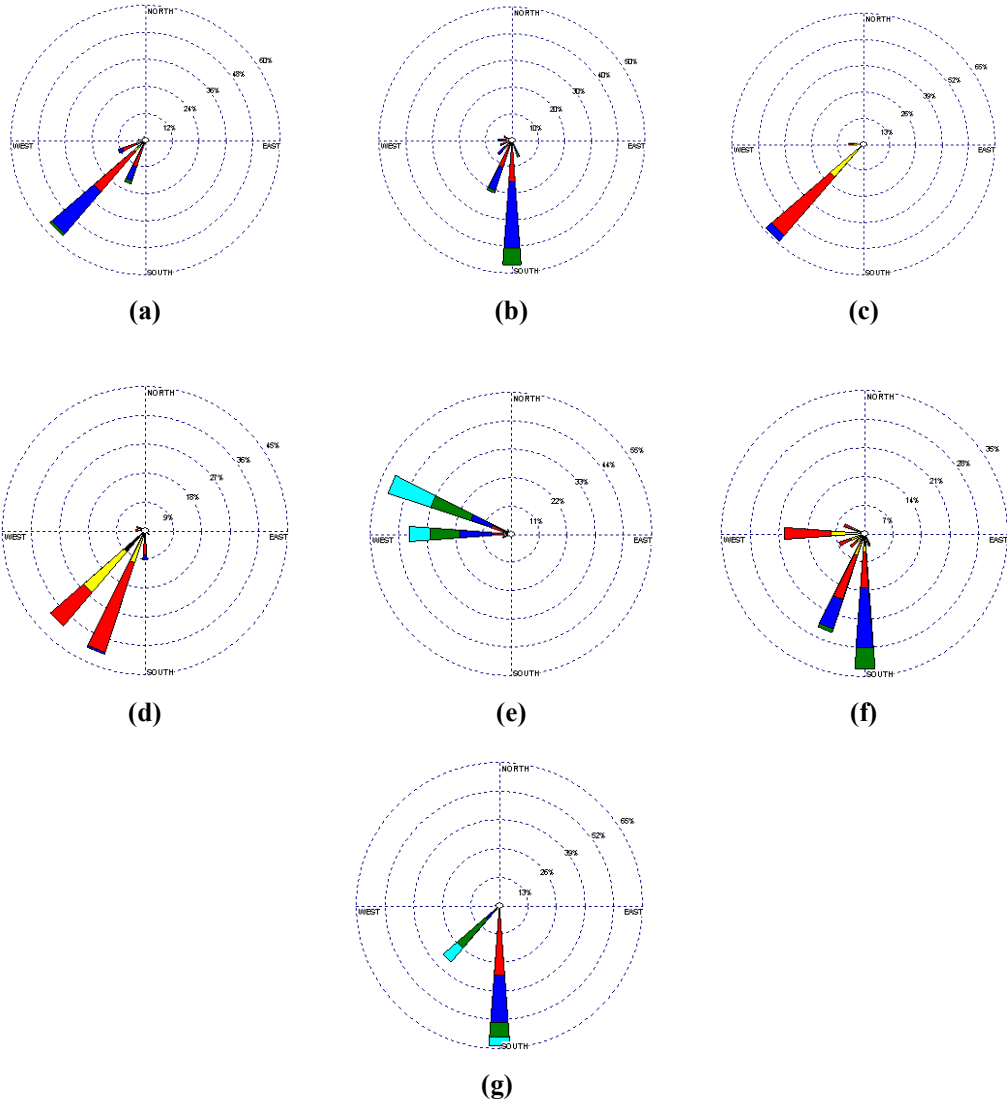 NORTH
60%
48%
36%
24%
12%
WEST
EAST
SOUTH
(a)
NORTH
50%
40%
30%
20%
10%
WEST
EAST
SOUTH
(b)
NORTH
65%
52%
39%
26%
13%
WEST
EAST
SOUTH
(c)
NORTH
45%
36%
27%
18%
9%
WEST
EAST
SOUTH
(d)
NORTH
55%
44%
33%
22%
11%
WEST
EAST
SOUTH
(e)
NORTH
35%
28%
21%
14%
7%
WEST
EAST
SOUTH
(f)
NORTH
65%
52%
39%
26%
13%
WEST
EAST
SOUTH
(g)